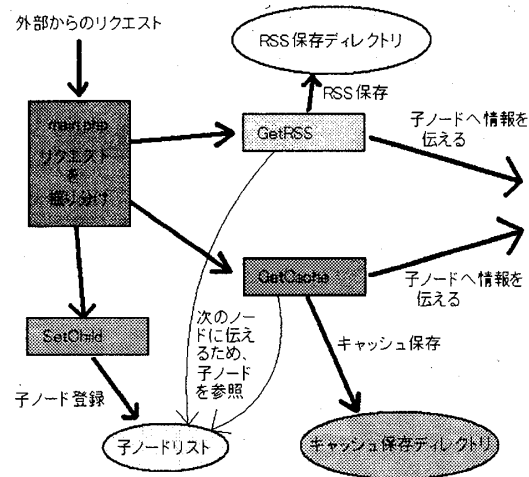 外部からのリクエスト
RSS保存ディレクトリ
RSS保存
main.php
リクエスト
を
振り分け
GetRSS
子ノードへ情報を
伝える
GetCache
子ノードへ情報を
伝える
SetChild
次のノー
ドに伝え
るため、
子ノード
を参照
キャッシュ保存
子ノード登録
子ノードリスト
キャッシュ保存ディレクトリ